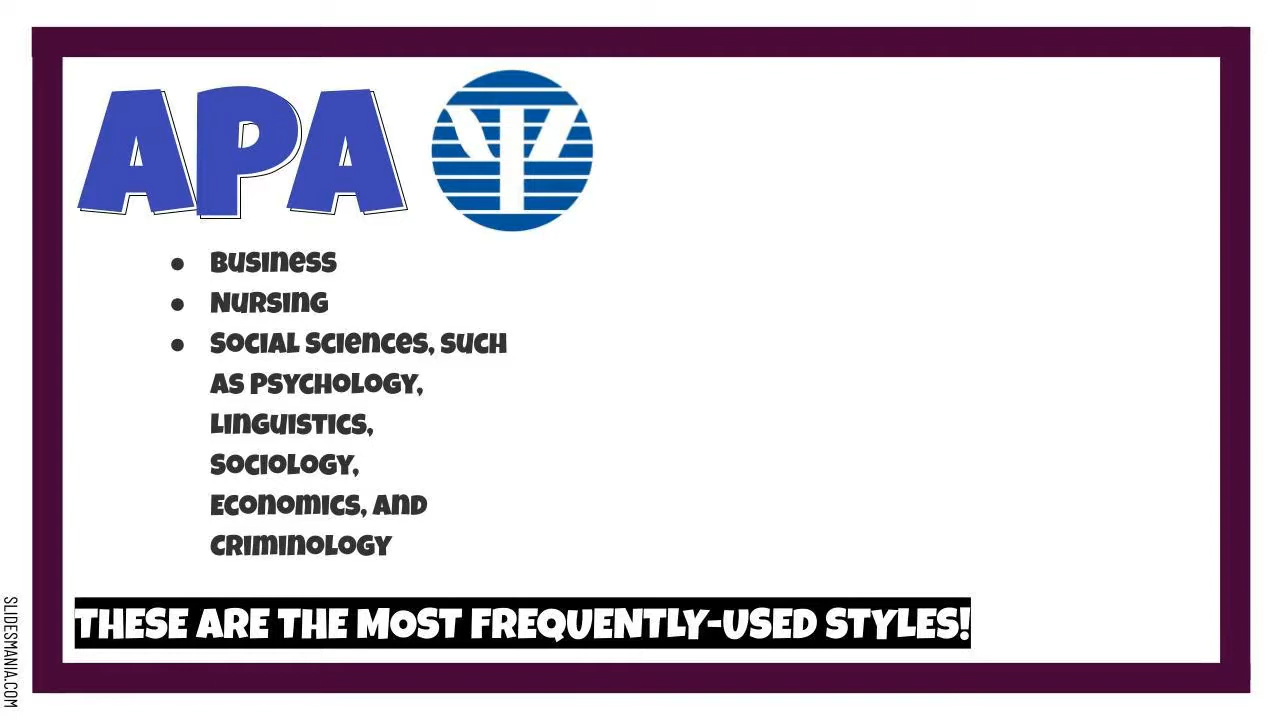 APA
● Business
● Nursing
● Social Sciences, such
as Psychology,
Linguistics,
Sociology,
Economics, and
Criminology
THESE ARE THE MOST FREQUENTLY-USED STYLES!
SLIDESMANIA.COM